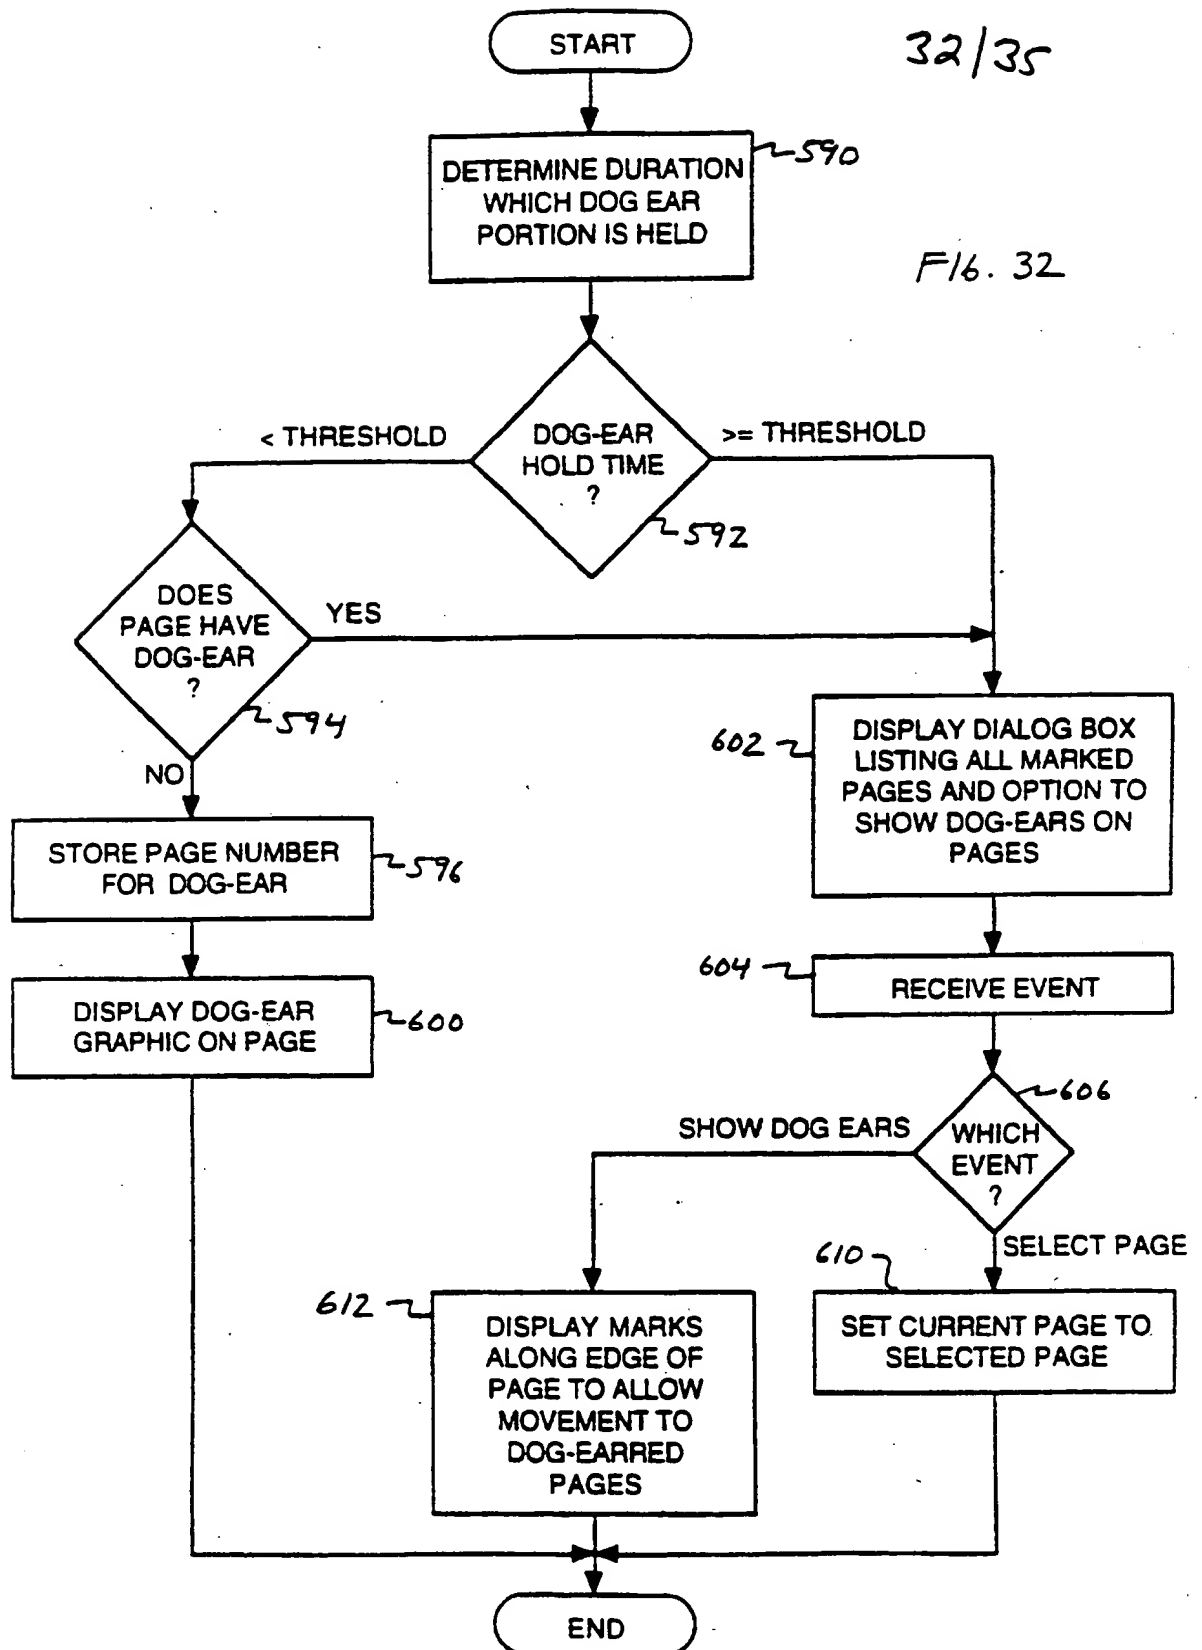 START
32/35
DETERMINE DURATION
WHICH DOG EAR
PORTION IS HELD
590
FIG. 32
DOG-EAR
HOLD TIME
?
592
< THRESHOLD
>= THRESHOLD
DOES
PAGE HAVE
DOG-EAR
?
594
YES
NO
STORE PAGE NUMBER
FOR DOG-EAR
596
DISPLAY DOG-EAR
GRAPHIC ON PAGE
600
602
DISPLAY DIALOG BOX
LISTING ALL MARKED
PAGES AND OPTION TO
SHOW DOG-EARS ON
PAGES
604
RECEIVE EVENT
606
WHICH
EVENT
?
SHOW DOG EARS
SELECT PAGE
612
DISPLAY MARKS
ALONG EDGE OF
PAGE TO ALLOW
MOVEMENT TO
DOG-EARRED
PAGES
610
SET CURRENT PAGE TO
SELECTED PAGE
END